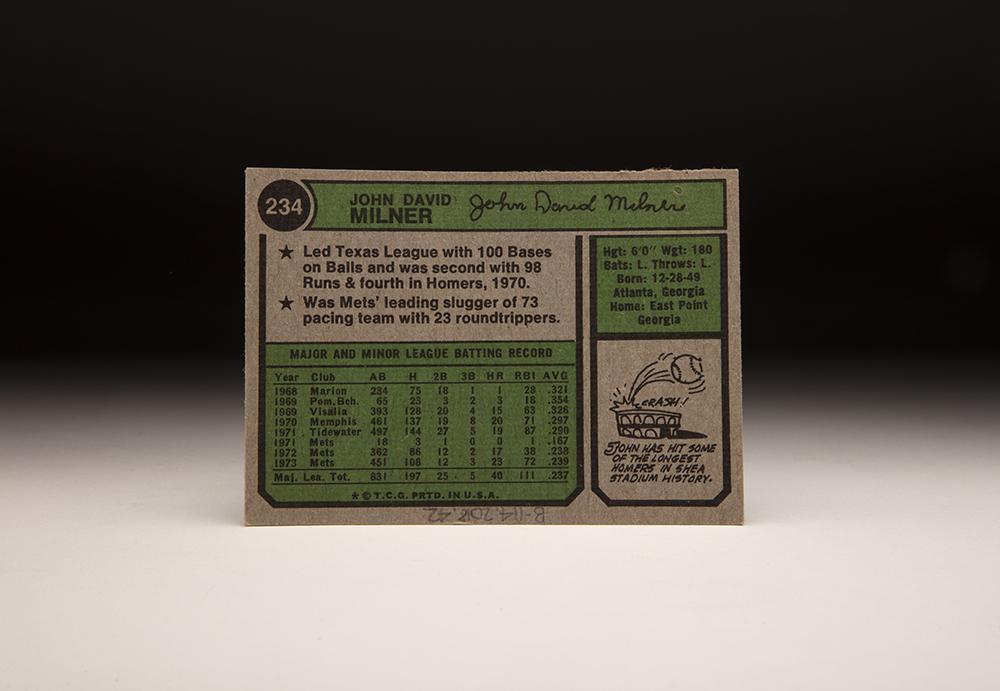 234
JOHN DAVID
MILNER
John David Milner
★ Led Texas League with 100 Bases
on Balls and was second with 98
Runs & fourth in Homers, 1970.
★ Was Mets' leading slugger of 73
pacing team with 23 roundtrippers.
MAJOR AND MINOR LEAGUE BATTING RECORD
Year Club AB H 2B 3B HR RBI AVG
1968 Marion 234 75 18 1 1 28 .321
1969 Pom. Bch. 65 23 3 2 3 18 .354
1969 Visalia 393 128 20 4 15 63 .326
1970 Memphis 461 137 19 8 20 71 .297
1971 Tidewater 497 144 27 5 19 87 .290
1971 Mets 18 3 1 0 0 1 .167
1972 Mets 362 86 12 2 17 38 .238
1973 Mets 451 108 12 3 23 72 .239
Maj. Lea. Tot. 831 197 25 5 40 111 .237
* © T.C.G. PRTD. IN U.S.A.
Hgt: 6'0" Wgt: 180
Bats: L. Throws: L.
Born: 12-28-49
Atlanta, Georgia
Home: East Point
Georgia
CRASH!
JOHN HAS HIT SOME
OF THE LONGEST
HOMERS IN SHEA
STADIUM HISTORY.
B-114.2018.42